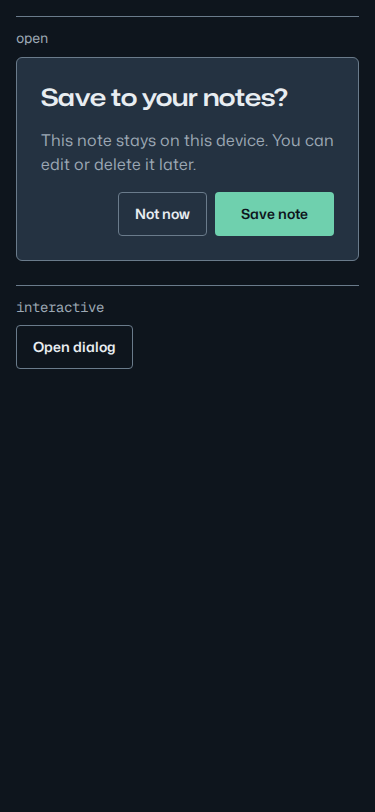 open
Save to your notes?
This note stays on this device. You can
edit or delete it later.
Not now
Save note
interactive
Open dialog